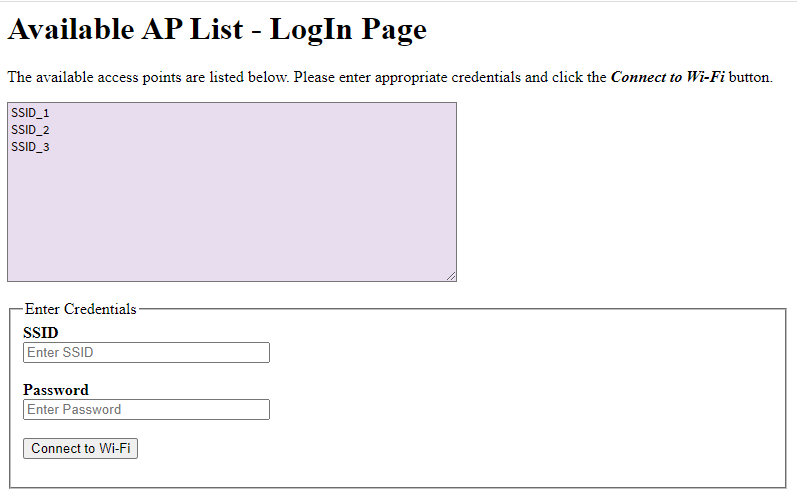 Available AP List - LogIn Page
The available access points are listed below. Please enter appropriate credentials and click the Connect to Wi-Fi button.
SSID_1
SSID_2
SSID_3
Enter Credentials
SSID
Enter SSID
Password
Enter Password
Connect to Wi-Fi